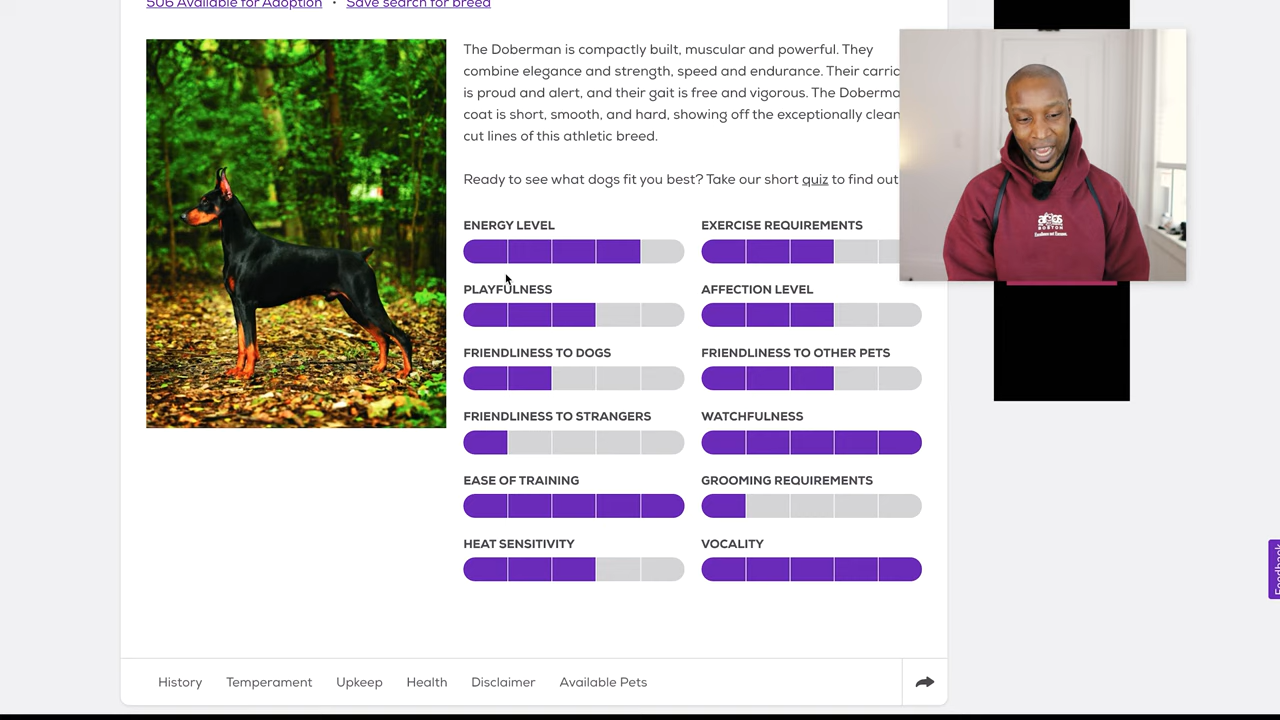 506 Available for Adoption • Save search for breed
The Doberman is compactly built, muscular and powerful. They
combine elegance and strength, speed and endurance. Their
is proud and alert, and their gait is free and vigorous. The
coat is short, smooth, and hard, showing off the exceptionally clean
cut lines of this athletic breed.
Ready to see what dogs fit you best? Take our short quiz to find out
ENERGY LEVEL
EXERCISE REQUIREMENTS
PLAYFULNESS
AFFECTION LEVEL
FRIENDLINESS TO DOGS
FRIENDLINESS TO OTHER PETS
FRIENDLINESS TO STRANGERS
WATCHFULNESS
EASE OF TRAINING
GROOMING REQUIREMENTS
HEAT SENSITIVITY
VOCALITY
History Temperament Upkeep Health Disclaimer Available Pets
Feedback
BOSTON